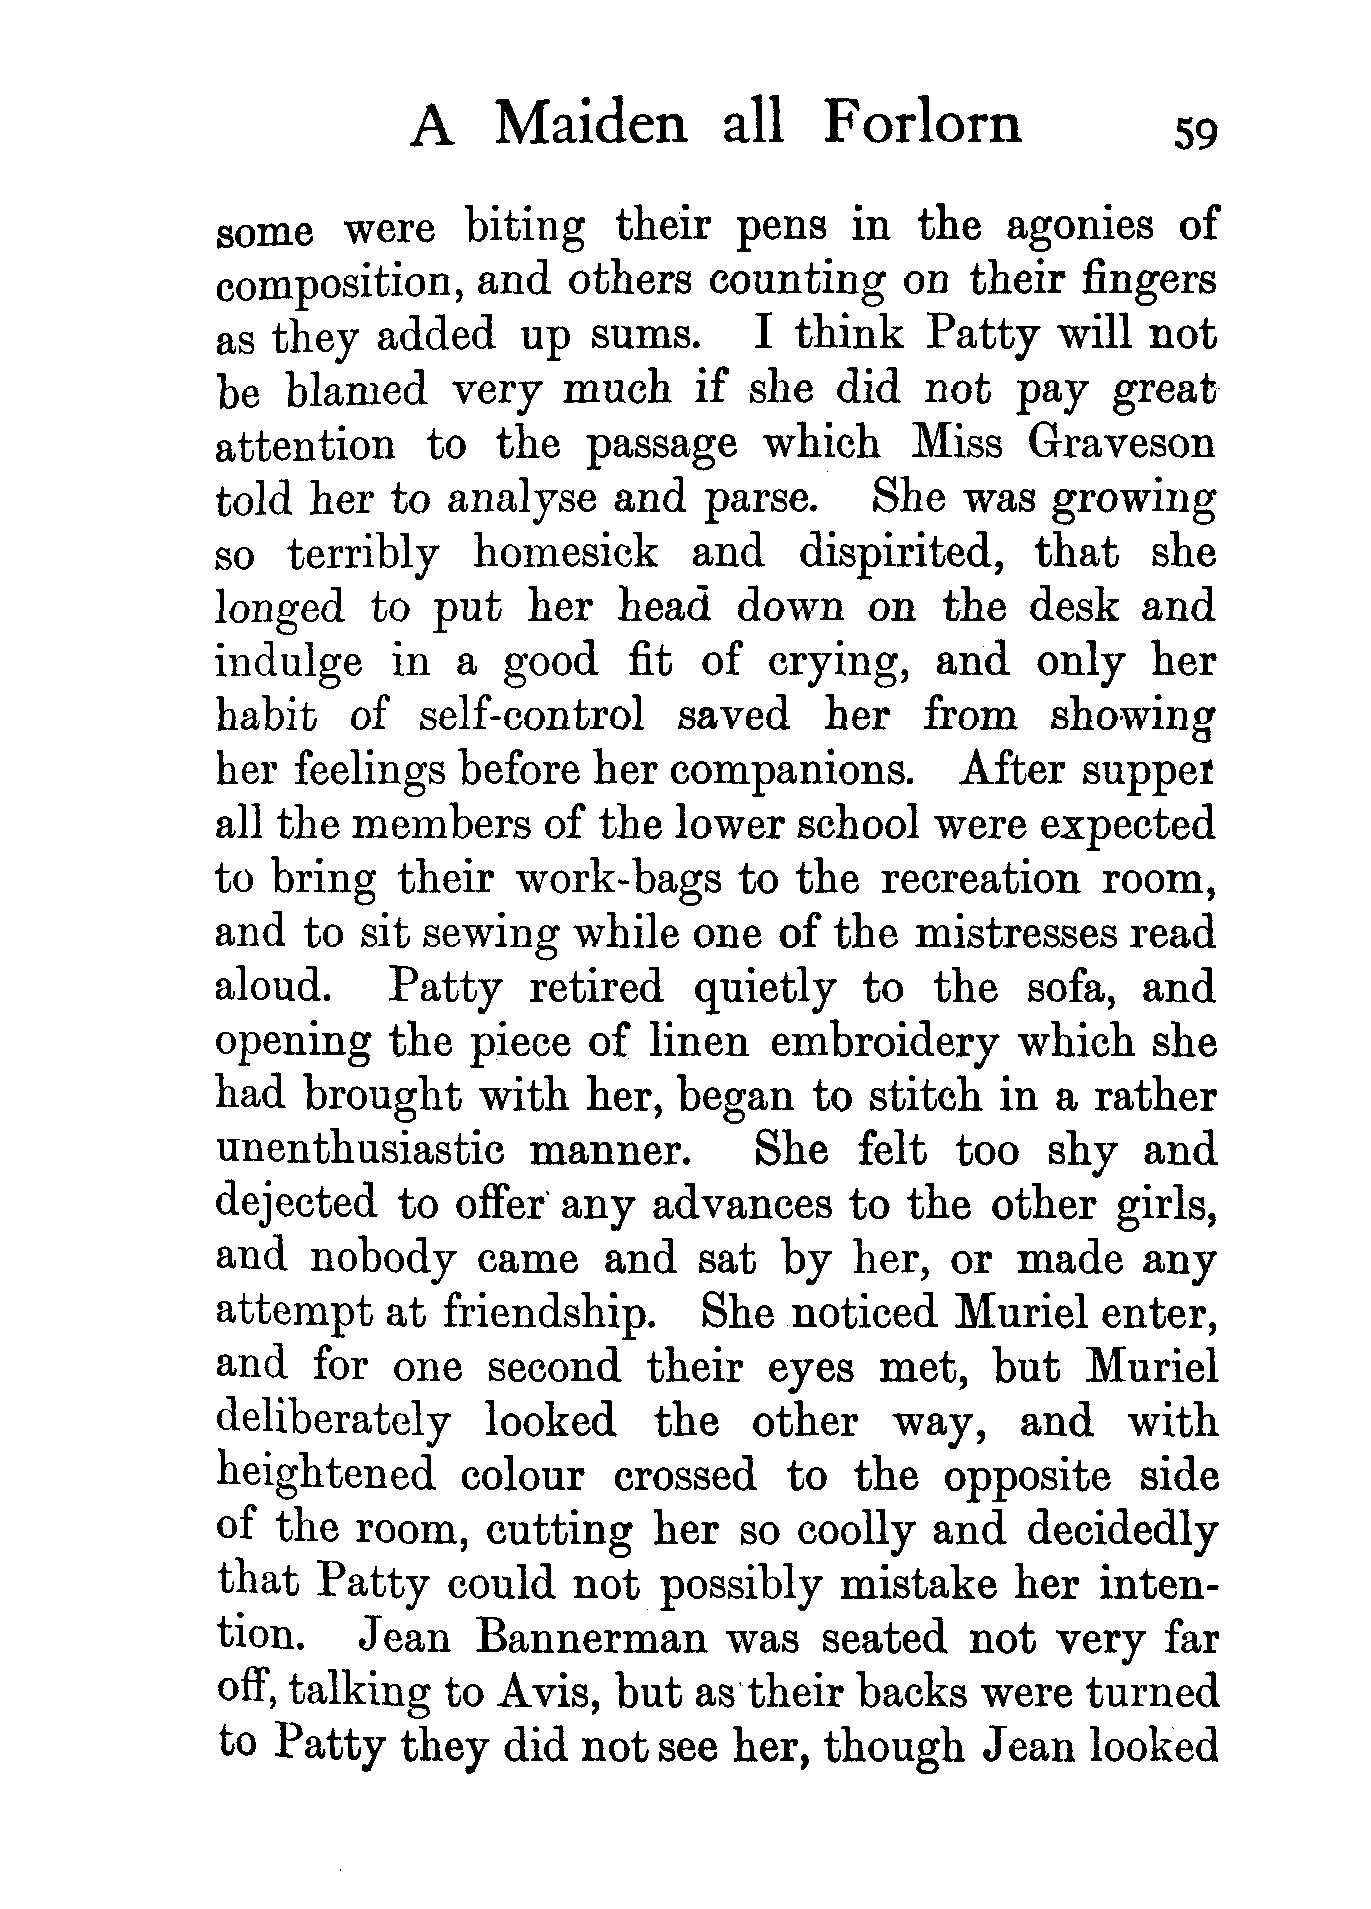 A Maiden all Forlorn 59
some were biting their pens in the agonies of
composition, and others counting on their fingers
as they added up sums. I think Patty will not
be blamed very much if she did not pay great
attention to the passage which Miss Graveson
told her to analyse and parse. She was growing
so terribly homesick and dispirited, that she
longed to put her head down on the desk and
indulge in a good fit of crying, and only her
habit of self-control saved her from showing
her feelings before her companions. After supper
all the members of the lower school were expected
to bring their work-bags to the recreation room,
and to sit sewing while one of the mistresses read
aloud. Patty retired quietly to the sofa, and
opening the piece of linen embroidery which she
had brought with her, began to stitch in a rather
unenthusiastic manner. She felt too shy and
dejected to offer any advances to the other girls,
and nobody came and sat by her, or made any
attempt at friendship. She noticed Muriel enter,
and for one second their eyes met, but Muriel
deliberately looked the other way, and with
heightened colour crossed to the opposite side
of the room, cutting her so coolly and decidedly
that Patty could not possibly mistake her inten-
tion. Jean Bannerman was seated not very far
off, talking to Avis, but as their backs were turned
to Patty they did not see her, though Jean looked